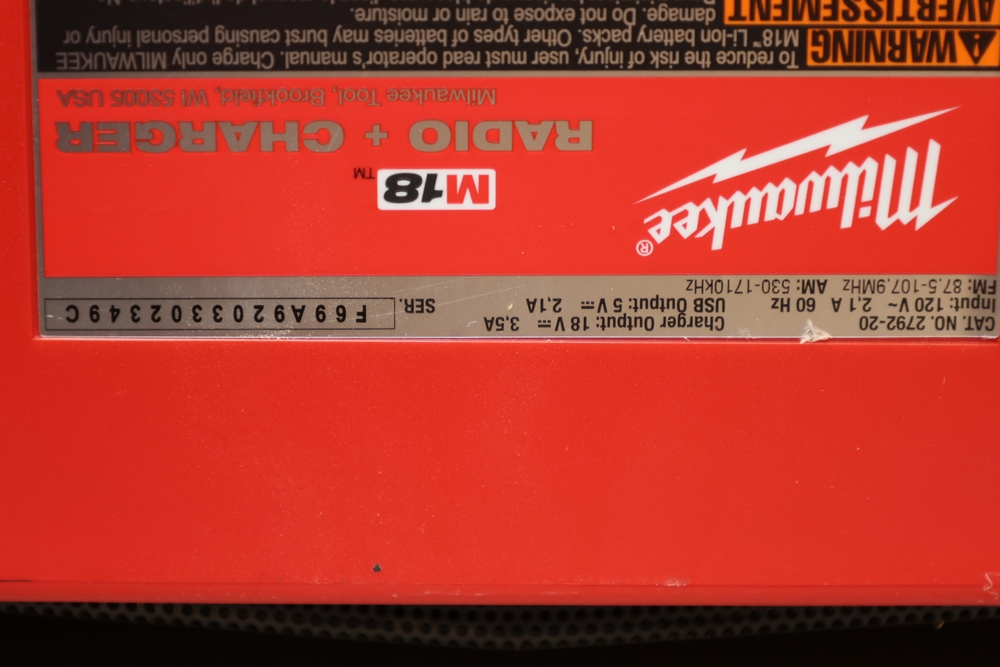 CAT. NO. 2792-20
Input: 120 V~ 2,1 A 60 Hz
FM: 87,5-107,9MHz AM: 530-1710kHz
Charger Output: 18 V ⎓ 3,5A
USB Output: 5 V ⎓ 2,1A
SER. F69A9203302349C
Milwaukee®
M18™
RADIO + CHARGER
Milwaukee Tool, Brookfield, WI 53005 USA
WARNING To reduce the risk of injury, user must read operator's manual. Charge only MILWAUKEE
M18™ Li-Ion battery packs. Other types of batteries may burst causing personal injury or
damage. Do not expose to rain or moisture.
AVERTISSEMENT